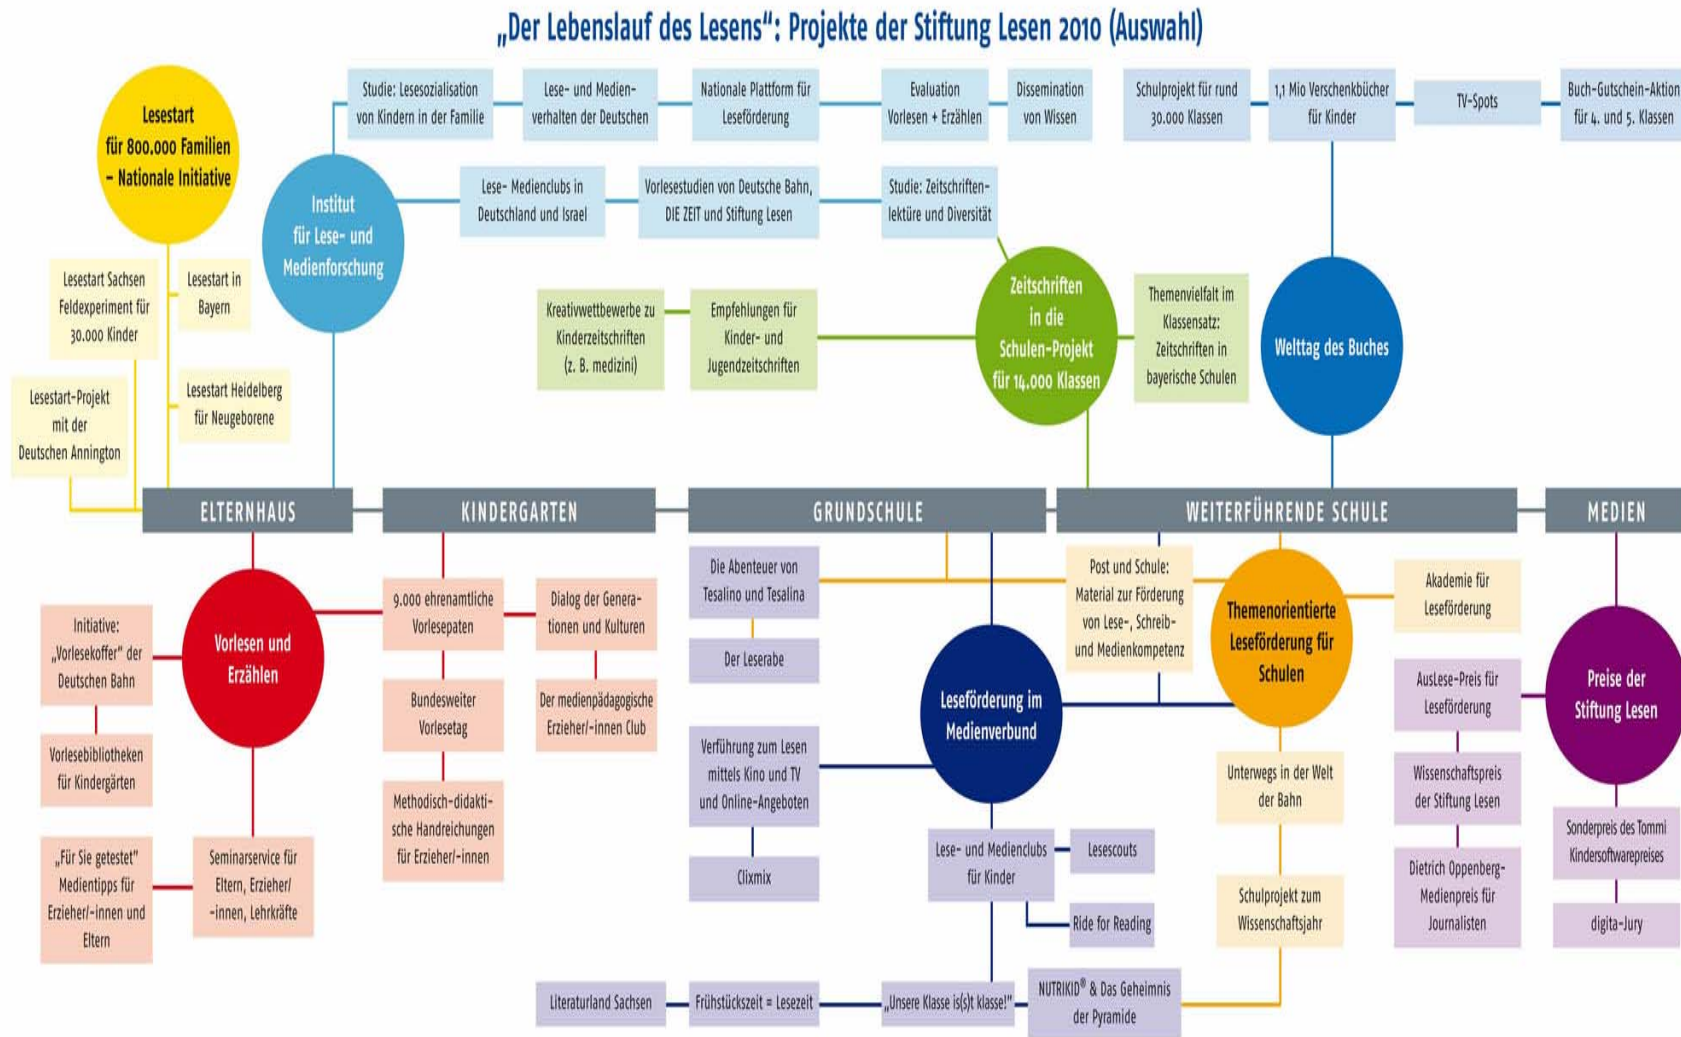 „Der Lebenslauf des Lesens“: Projekte der Stiftung Lesen 2010 (Auswahl)
Lesestart
für 800.000 Familien
– Nationale Initiative
Lesestart Sachsen
Feldexperiment für
30.000 Kinder
Lesestart in
Bayern
Lesestart Heidelberg
für Neugeborene
Lesestart-Projekt
mit der
Deutschen Annington
Institut
für Lese- und
Medienforschung
Studie: Lesesozialisation
von Kindern in der Familie
Lese- und Medien-
verhalten der Deutschen
Nationale Plattform für
Leseförderung
Evaluation
Vorlesen + Erzählen
Dissemination
von Wissen
Lese- Medienclubs in
Deutschland und Israel
Vorlesestudien von Deutsche Bahn,
DIE ZEIT und Stiftung Lesen
Studie: Zeitschriften-
lektüre und Diversität
Kreativwettbewerbe zu
Kinderzeitschriften
(z. B. medizini)
Empfehlungen für
Kinder- und
Jugendzeitschriften
Zeitschriften
in die
Schulen-Projekt
für 14.000 Klassen
Themenvielfalt im
Klassensatz:
Zeitschriften in
bayerische Schulen
Schulprojekt für rund
30.000 Klassen
1,1 Mio Verschenkbücher
für Kinder
TV-Spots
Buch-Gutschein-Aktion
für 4. und 5. Klassen
Welttag des Buches
ELTERNHAUS
KINDERGARTEN
GRUNDSCHULE
WEITERFÜHRENDE SCHULE
MEDIEN
Vorlesen und
Erzählen
Initiative:
„Vorlesekoffer“ der
Deutschen Bahn
Vorlesebibliotheken
für Kindergärten
„Für Sie getestet“
Medientipps für
Erzieher/-innen und
Eltern
Seminarservice für
Eltern, Erzieher/
-innen, Lehrkräfte
9.000 ehrenamtliche
Vorlesepaten
Dialog der Genera-
tionen und Kulturen
Bundesweiter
Vorlesetag
Der medienpädagogische
Erzieher/-innen Club
Methodisch-didakti-
sche Handreichungen
für Erzieher/-innen
Die Abenteuer von
Tesalino und Tesalina
Der Leserabe
Verführung zum Lesen
mittels Kino und TV
und Online-Angeboten
Clixmix
Leseförderung im
Medienverbund
Lese- und Medienclubs
für Kinder
Lesescouts
Ride for Reading
Literaturland Sachsen
Frühstückszeit = Lesezeit
„Unsere Klasse is(s)t klasse!“
NUTRIKID® & Das Geheimnis
der Pyramide
Post und Schule:
Material zur Förderung
von Lese-, Schreib-
und Medienkompetenz
Themenorientierte
Leseförderung für
Schulen
Akademie für
Leseförderung
Unterwegs in der Welt
der Bahn
Schulprojekt zum
Wissenschaftsjahr
AusLese-Preis für
Leseförderung
Wissenschaftspreis
der Stiftung Lesen
Dietrich Oppenberg-
Medienpreis für
Journalisten
Preise der
Stiftung Lesen
Sonderpreis des Tommi
Kindersoftwarepreises
digita-Jury